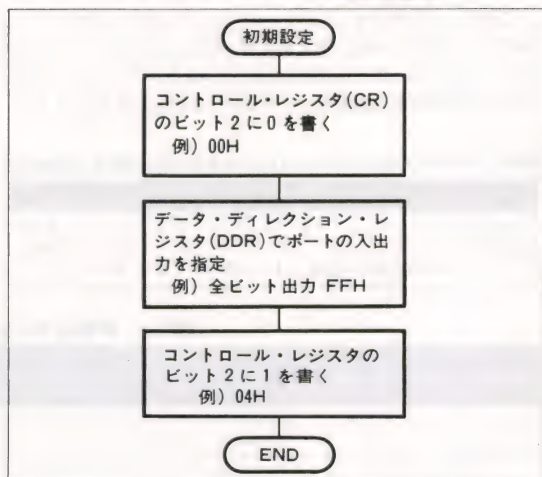 初期設定
コントロール・レジスタ(CR)
のビット2に0を書く
例) 00H
データ・ディレクション・レ
ジスタ(DDR)でポートの入出
力を指定
例) 全ビット出力 FFH
コントロール・レジスタの
ビット2に1を書く
例) 04H
END